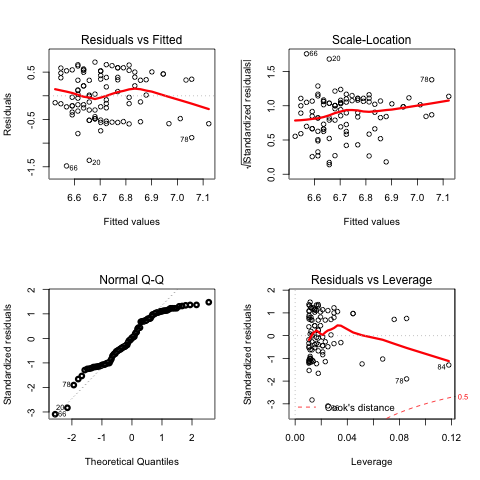 Residuals vs Fitted
Residuals
0.5
-0.5
-1.5
66
20
78
6.6 6.7 6.8 6.9 7.0 7.1
Fitted values
Scale-Location
√|Standardized residuals|
1.5
1.0
0.5
0.0
66
20
78
6.6 6.7 6.8 6.9 7.0 7.1
Fitted values
Normal Q-Q
Standardized residuals
2
1
0
-1
-2
-3
78
20
66
-2 -1 0 1 2
Theoretical Quantiles
Residuals vs Leverage
Standardized residuals
2
1
0
-1
-2
-3
84
78
Cook's distance
0.5
0.00 0.04 0.08 0.12
Leverage